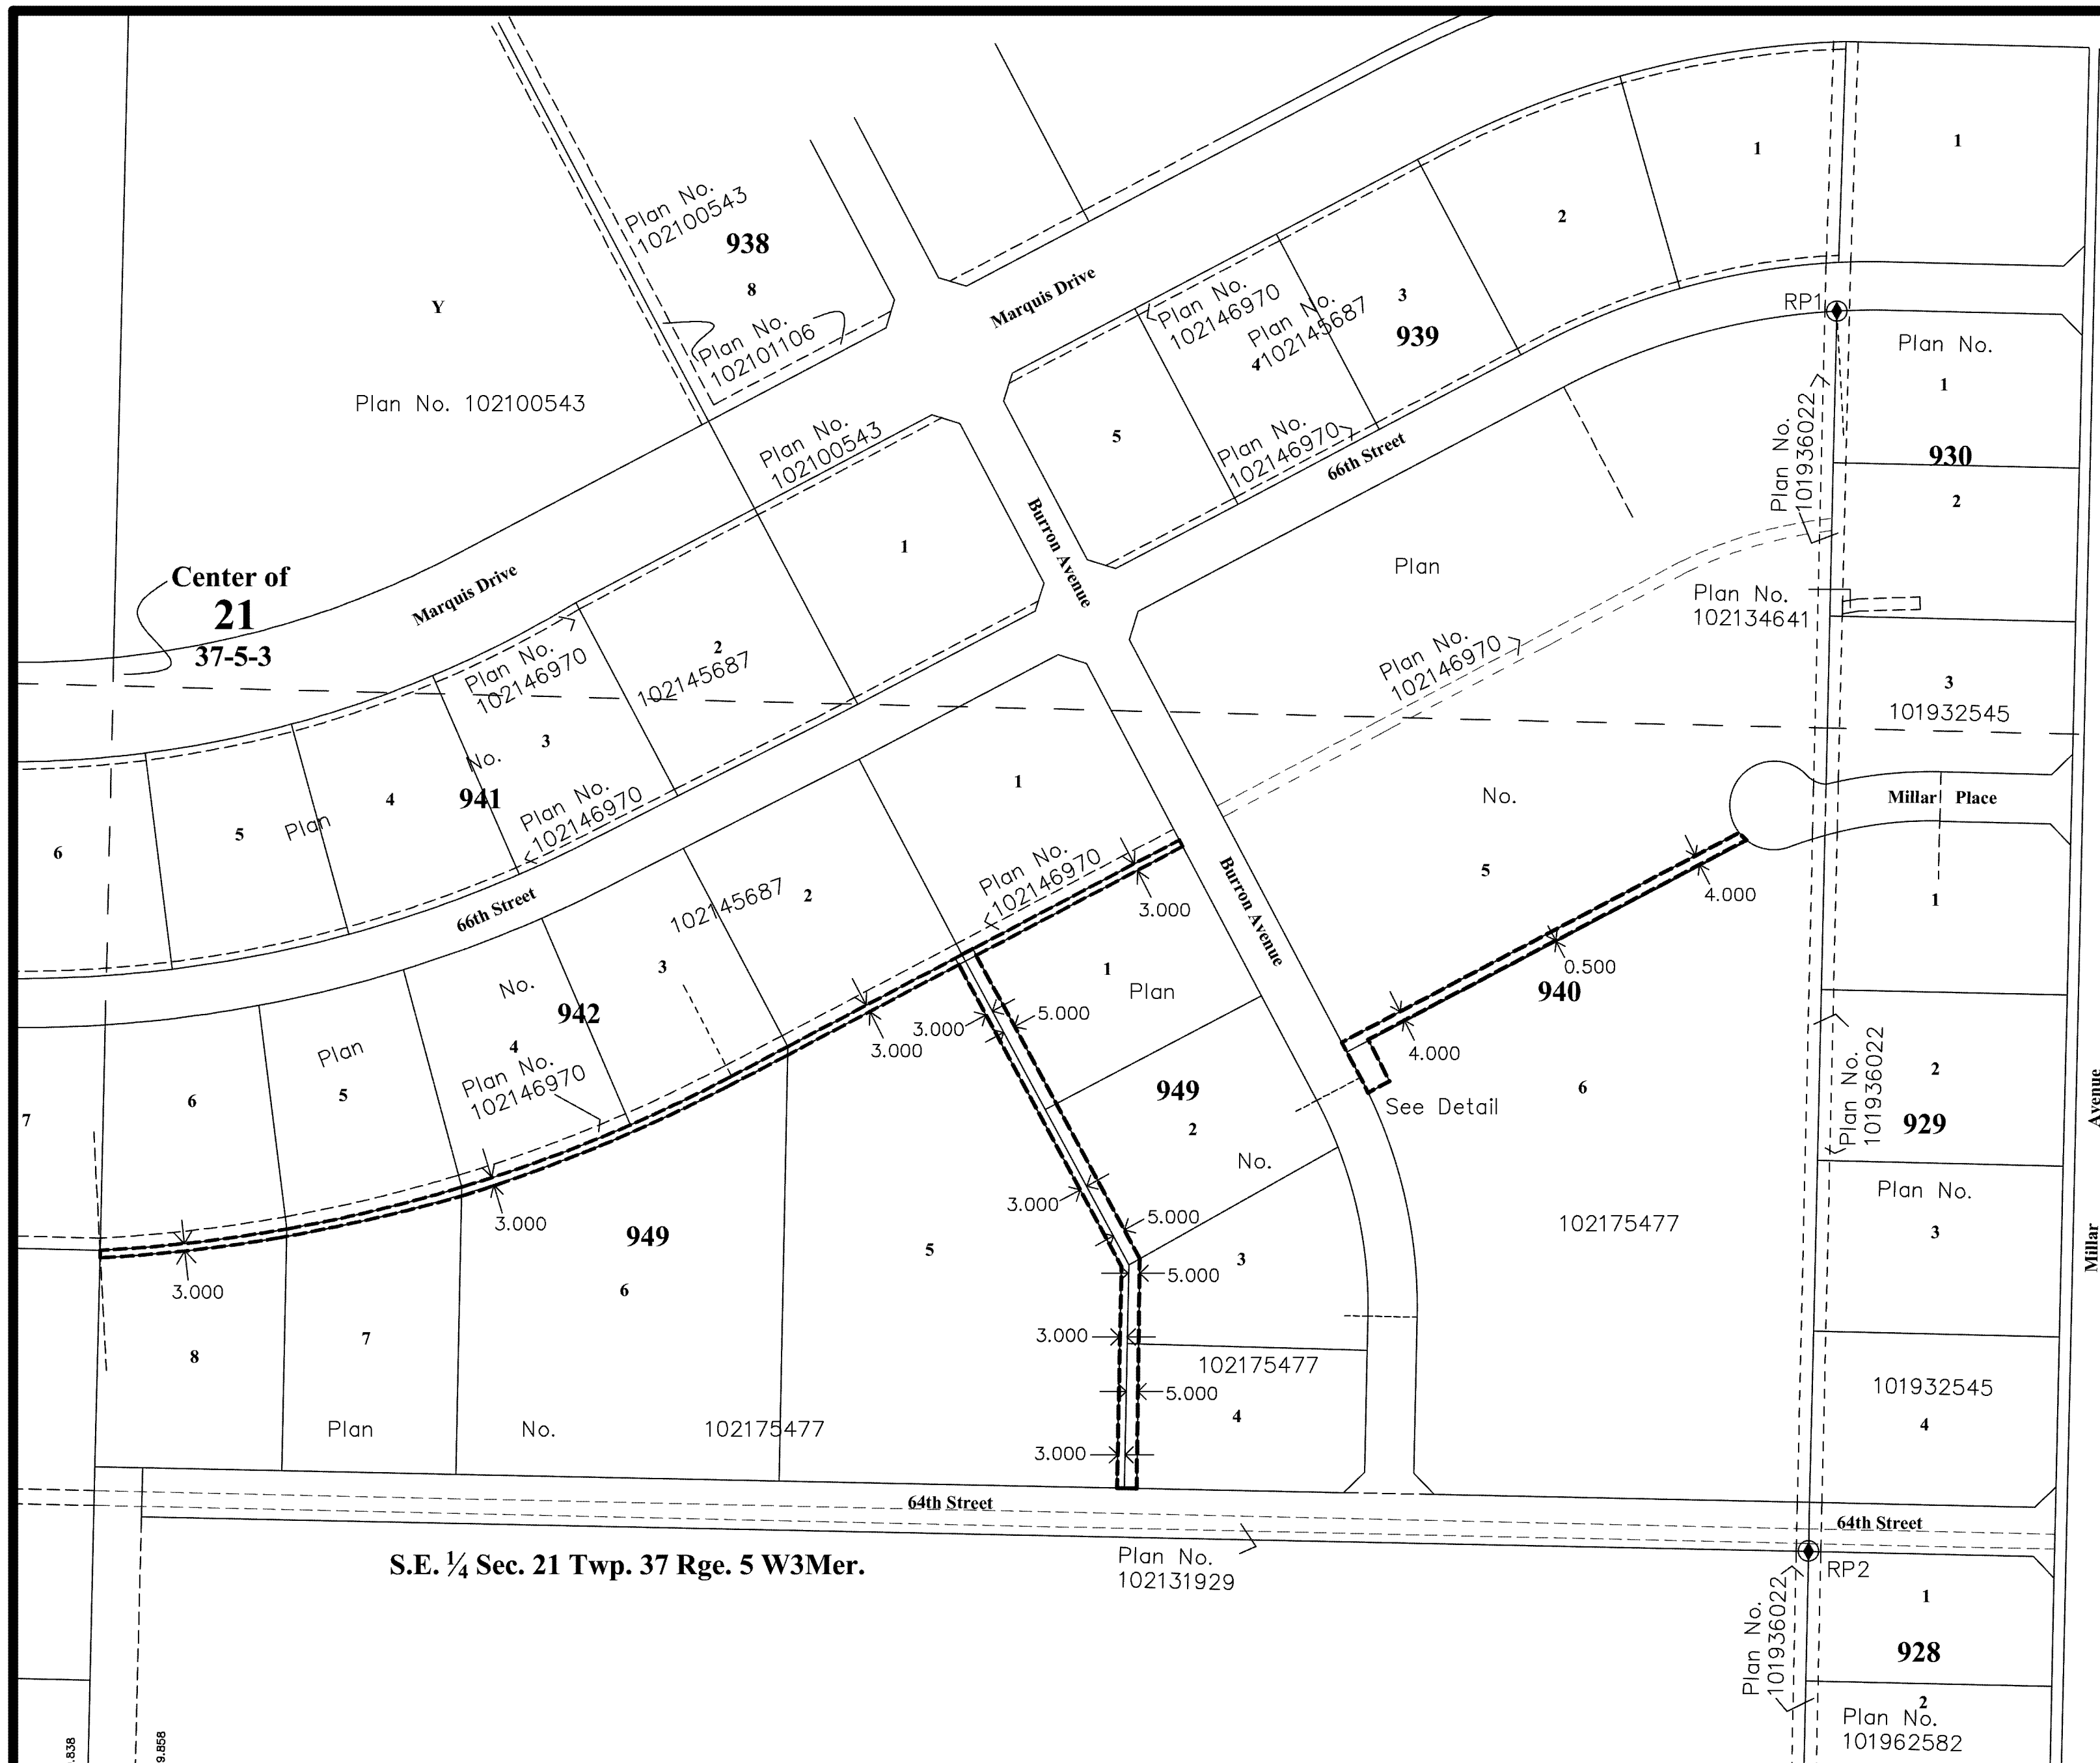 Plan No.
102100543
938
8
Plan No.
102101106
Marquis Drive
Plan No.
102146970
Plan No.
102145687
4
3
939
2
1
1
5
Plan No.
102146970
66th Street
RP1
Plan No.
1
930
2
Plan No.
101936022
Y
Plan No. 102100543
Plan No.
102100543
1
Burron Avenue
Center of
21
37-5-3
Marquis Drive
Plan No.
102146970
2
102145687
3
No.
941
4
Plan
5
6
Plan No.
102146970
66th Street
Plan
Plan No.
102134641
Plan No.
102146970
3
101932545
No.
5
Millar Place
1
1
2
102145687
Plan No.
102146970
3.000
Burron Avenue
4.000
0.500
940
4.000
See Detail
6
3
No.
942
4
Plan
5
6
7
Plan No.
102146970
3.000
3.000
5.000
1
Plan
949
2
No.
Plan No.
101936022
2
929
Plan No.
3
Millar Avenue
3.000
3.000
949
6
5
3.000
5.000
5.000
3
3.000
102175477
5.000
4
3.000
102175477
8
7
Plan No. 102175477
101932545
4
64th Street
64th Street
Plan No.
102131929
S.E. ¼ Sec. 21 Twp. 37 Rge. 5 W3Mer.
RP2
Plan No.
101936022
1
928
2
Plan No.
101962582
.838
9.858